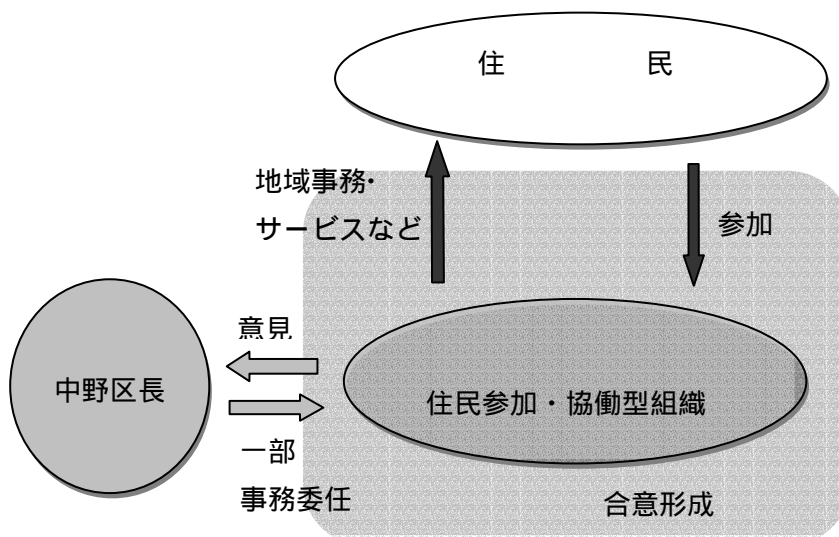 住民
地域事務・
サービスなど
参加
意見
中野区長
住民参加・協働型組織
一部
事務委任
合意形成